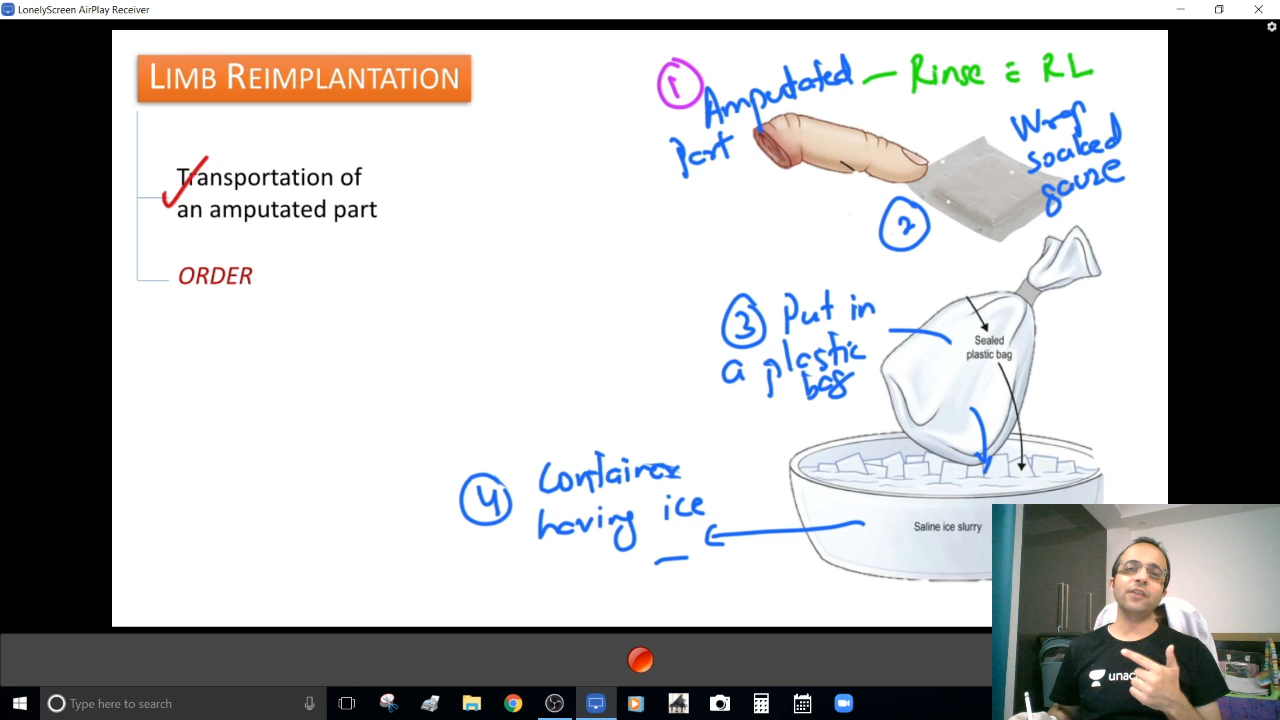 LonelyScreen AirPlay Receiver
LIMB REIMPLANTATION
Transportation of
an amputated part
ORDER
1 Amputated — Rinse c̄ RL
part
Wrap
soaked
gauze
2
3 Put in
a plastic
bag
Sealed
plastic bag
4 Container
having ice
Saline ice slurry
unac
Type here to search